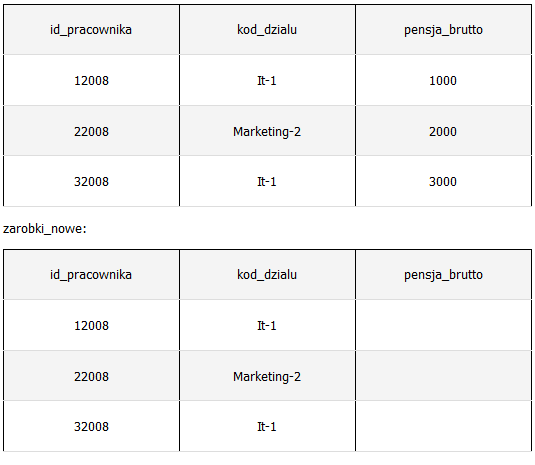 id_pracownika kod_dzialu pensja_brutto
12008 It-1 1000
22008 Marketing-2 2000
32008 It-1 3000
zarobki_nowe:
id_pracownika kod_dzialu pensja_brutto
12008 It-1
22008 Marketing-2
32008 It-1